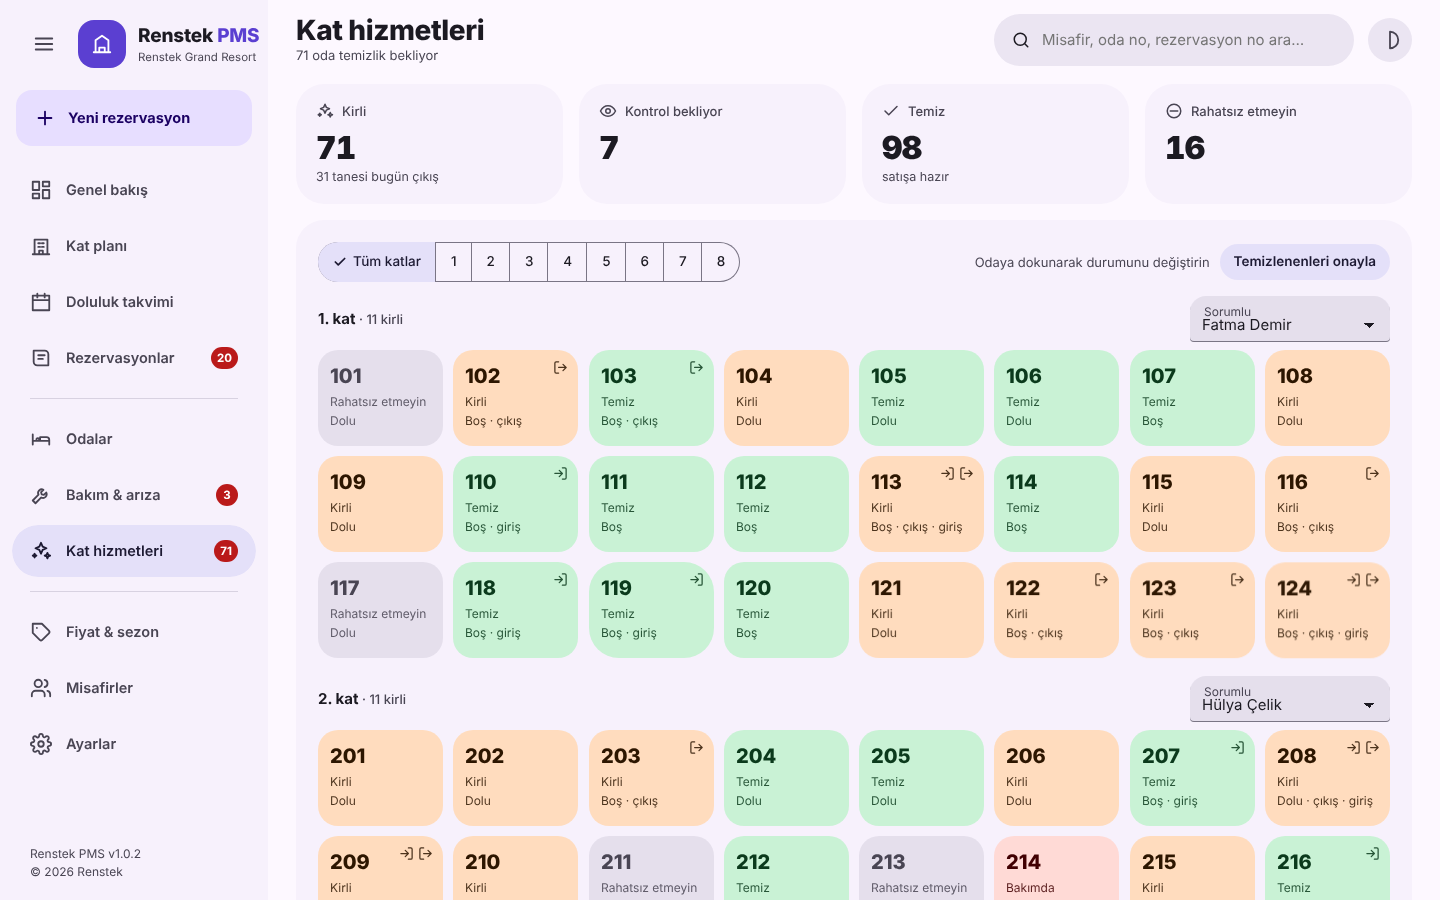 Renstek PMS
Renstek Grand Resort
Yeni rezervasyon
Genel bakış
Kat planı
Doluluk takvimi
Rezervasyonlar 20
Odalar
Bakım & arıza 3
Kat hizmetleri 71
Fiyat & sezon
Misafirler
Ayarlar
Renstek PMS v1.0.2
© 2026 Renstek
Kat hizmetleri
71 oda temizlik bekliyor
Misafir, oda no, rezervasyon no ara...
Kirli
71
31 tanesi bugün çıkış
Kontrol bekliyor
7
Temiz
98
satışa hazır
Rahatsız etmeyin
16
Tüm katlar 1 2 3 4 5 6 7 8
Odaya dokunarak durumunu değiştirin
Temizlenenleri onayla
1. kat · 11 kirli
Sorumlu
Fatma Demir
101
Rahatsız etmeyin
Dolu
102
Kirli
Boş · çıkış
103
Temiz
Boş · çıkış
104
Kirli
Dolu
105
Temiz
Dolu
106
Temiz
Dolu
107
Temiz
Boş
108
Kirli
Dolu
109
Kirli
Dolu
110
Temiz
Boş · giriş
111
Temiz
Boş
112
Temiz
Boş
113
Kirli
Boş · çıkış · giriş
114
Temiz
Boş
115
Kirli
Dolu
116
Kirli
Boş · çıkış
117
Rahatsız etmeyin
Dolu
118
Temiz
Boş · giriş
119
Temiz
Boş · giriş
120
Temiz
Boş
121
Kirli
Dolu
122
Kirli
Boş · çıkış
123
Kirli
Boş · çıkış
124
Kirli
Boş · çıkış · giriş
2. kat · 11 kirli
Sorumlu
Hülya Çelik
201
Kirli
Dolu
202
Kirli
Dolu
203
Kirli
Boş · çıkış
204
Temiz
Dolu
205
Temiz
Dolu
206
Kirli
Dolu
207
Temiz
Boş · giriş
208
Kirli
Dolu · çıkış · giriş
209
Kirli
210
Kirli
211
Rahatsız etmeyin
212
Temiz
213
Rahatsız etmeyin
214
Bakımda
215
Kirli
216
Temiz